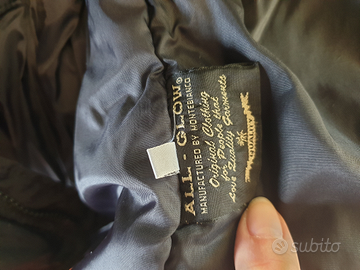 ALL-GLOW®
MANUFACTURED BY MONTEBIANCO
Original Clothing
for People that
Love Quality Garments
subito